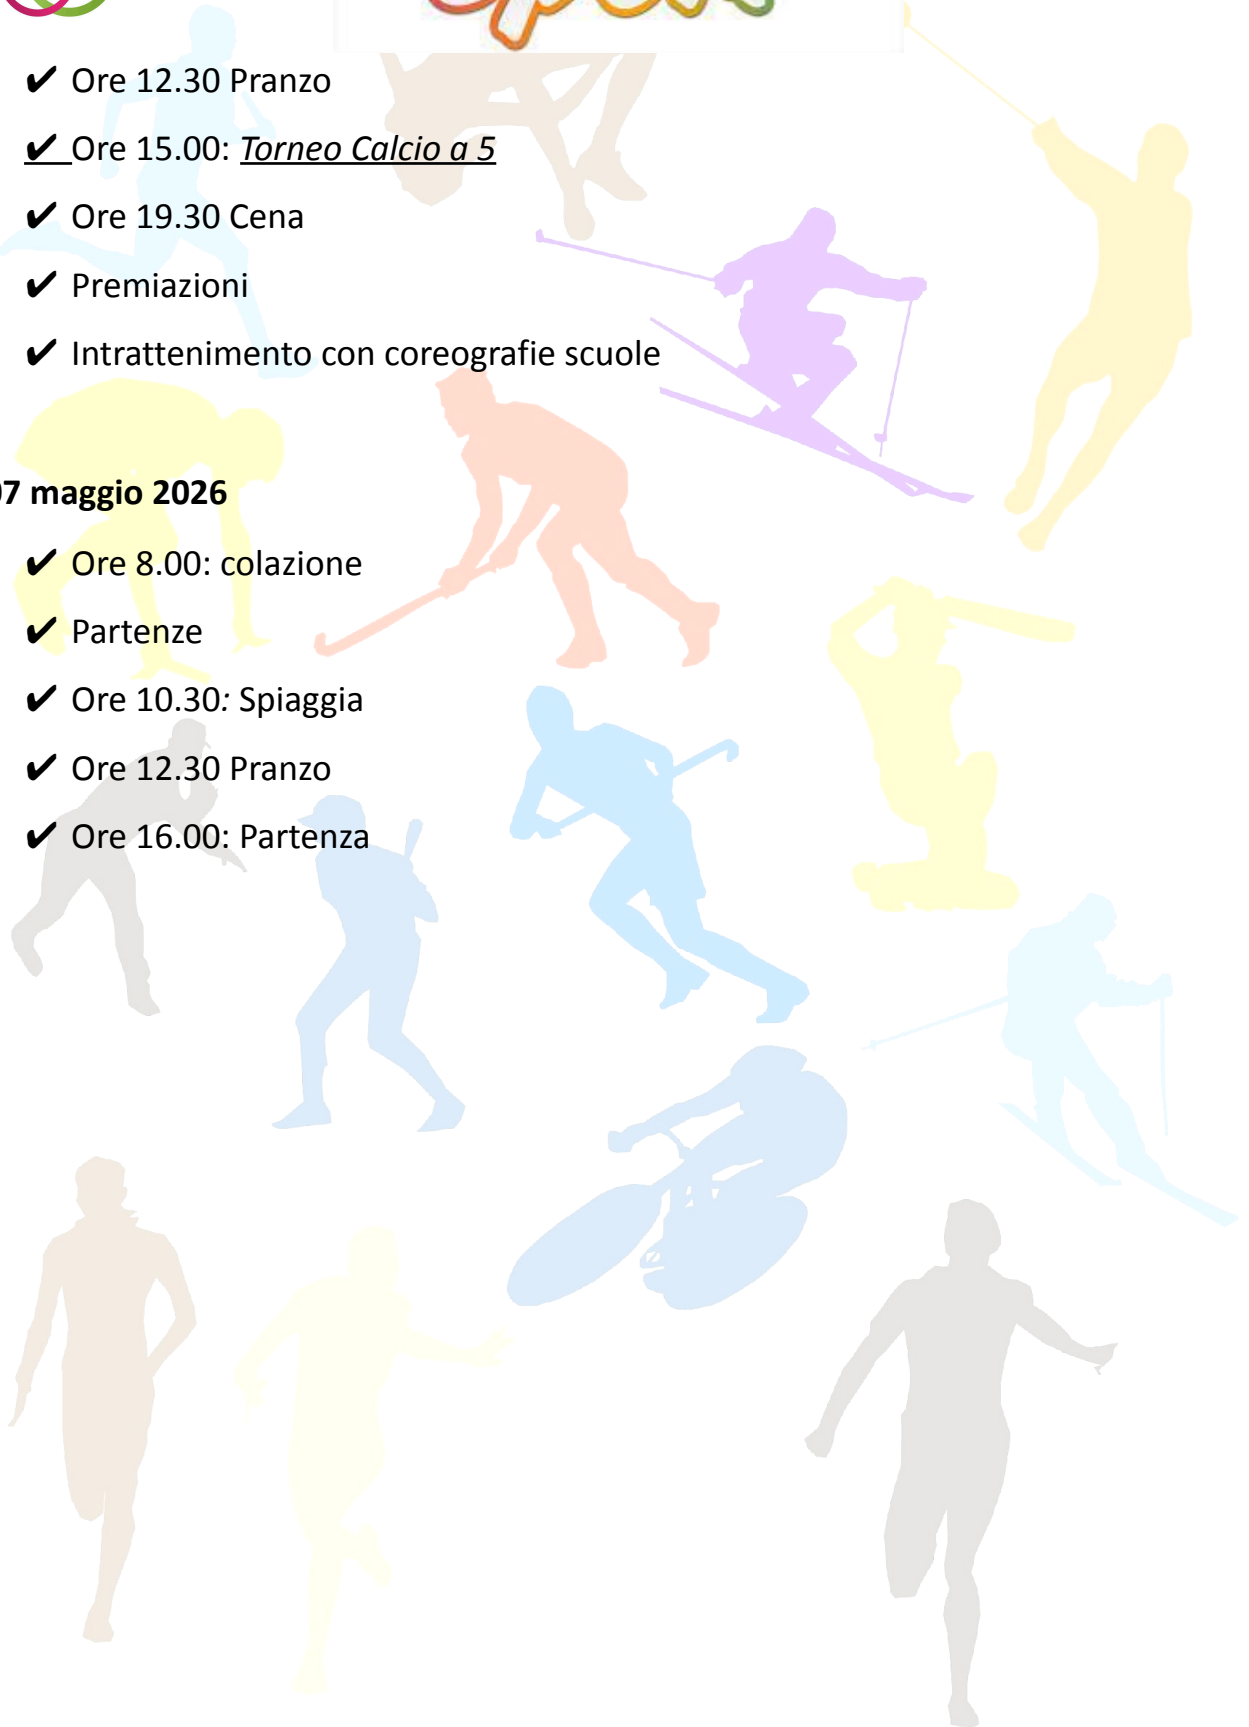 ✔ Ore 12.30 Pranzo
✔ Ore 15.00: Torneo Calcio a 5
✔ Ore 19.30 Cena
✔ Premiazioni
✔ Intrattenimento con coreografie scuole
07 maggio 2026
✔ Ore 8.00: colazione
✔ Partenze
✔ Ore 10.30: Spiaggia
✔ Ore 12.30 Pranzo
✔ Ore 16.00: Partenza